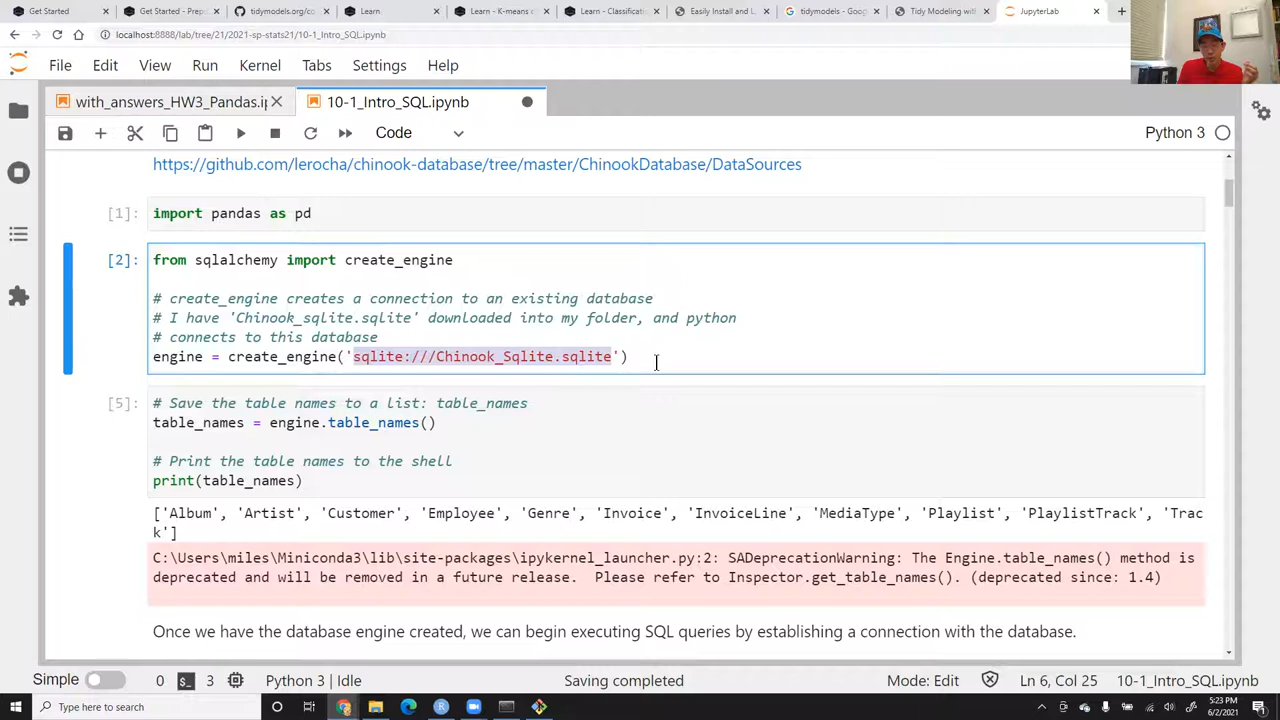 Get Started
Get Started - Prepo
tidymodels.org/co
Learn
Learn - K-means c
Learn - Classificat
Easily Install and L
tidymodels - Goog
Tidy Modeling with
JupyterLab
localhost:8888/lab/tree/21/2021-sp-stats21/10-1_Intro_SQL.ipynb
File Edit View Run Kernel Tabs Settings Help
with_answers_HW3_Pandas.ip
10-1_Intro_SQL.ipynb
Code
Python 3
https://github.com/lerocha/chinook-database/tree/master/ChinookDatabase/DataSources
[1]: import pandas as pd
[2]: from sqlalchemy import create_engine
# create_engine creates a connection to an existing database
# I have 'Chinook_sqlite.sqlite' downloaded into my folder, and python
# connects to this database
engine = create_engine('sqlite:///Chinook_Sqlite.sqlite')
[5]: # Save the table names to a list: table_names
table_names = engine.table_names()
# Print the table names to the shell
print(table_names)
['Album', 'Artist', 'Customer', 'Employee', 'Genre', 'Invoice', 'InvoiceLine', 'MediaType', 'Playlist', 'PlaylistTrack', 'Trac
k']
C:\Users\miles\Miniconda3\lib\site-packages\ipykernel_launcher.py:2: SADeprecationWarning: The Engine.table_names() method is
deprecated and will be removed in a future release.  Please refer to Inspector.get_table_names(). (deprecated since: 1.4)
Once we have the database engine created, we can begin executing SQL queries by establishing a connection with the database.
Simple 0 3 Python 3 | Idle Saving completed Mode: Edit Ln 6, Col 25 10-1_Intro_SQL.ipynb
Type here to search
5:23 PM
6/2/2021